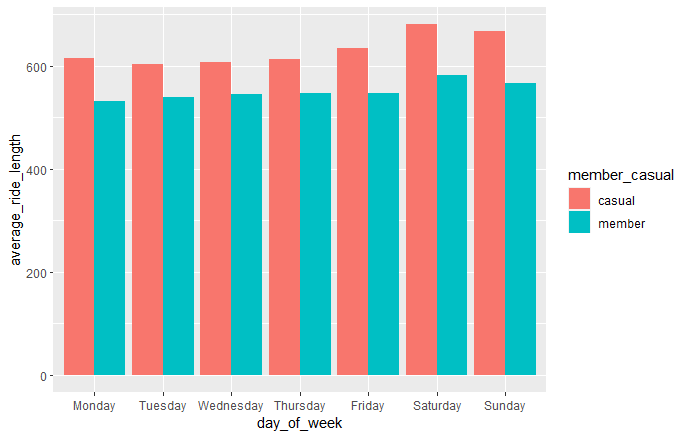 average_ride_length
600
400
200
0
Monday Tuesday Wednesday Thursday Friday Saturday Sunday
day_of_week
member_casual
casual
member